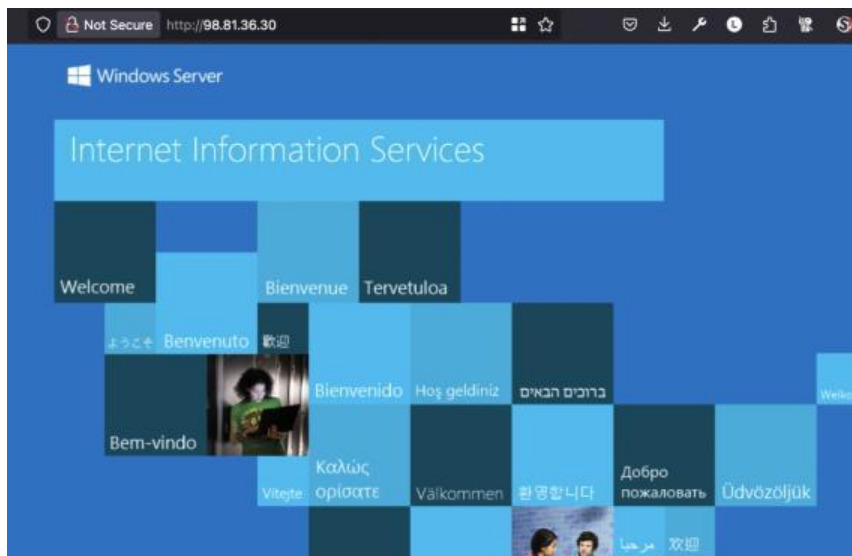 Not Secure http://98.81.36.30
Windows Server
Internet Information Services
Welcome
Bienvenue
Tervetuloa
ようこそ
Benvenuto
歡迎
Bienvenido
Hoş geldiniz
ברוכים הבאים
Bem-vindo
Vítejte
Καλώς
ορίσατε
Välkommen
환영합니다
Добро
пожаловать
Üdvözöljük
مرحبا
欢迎